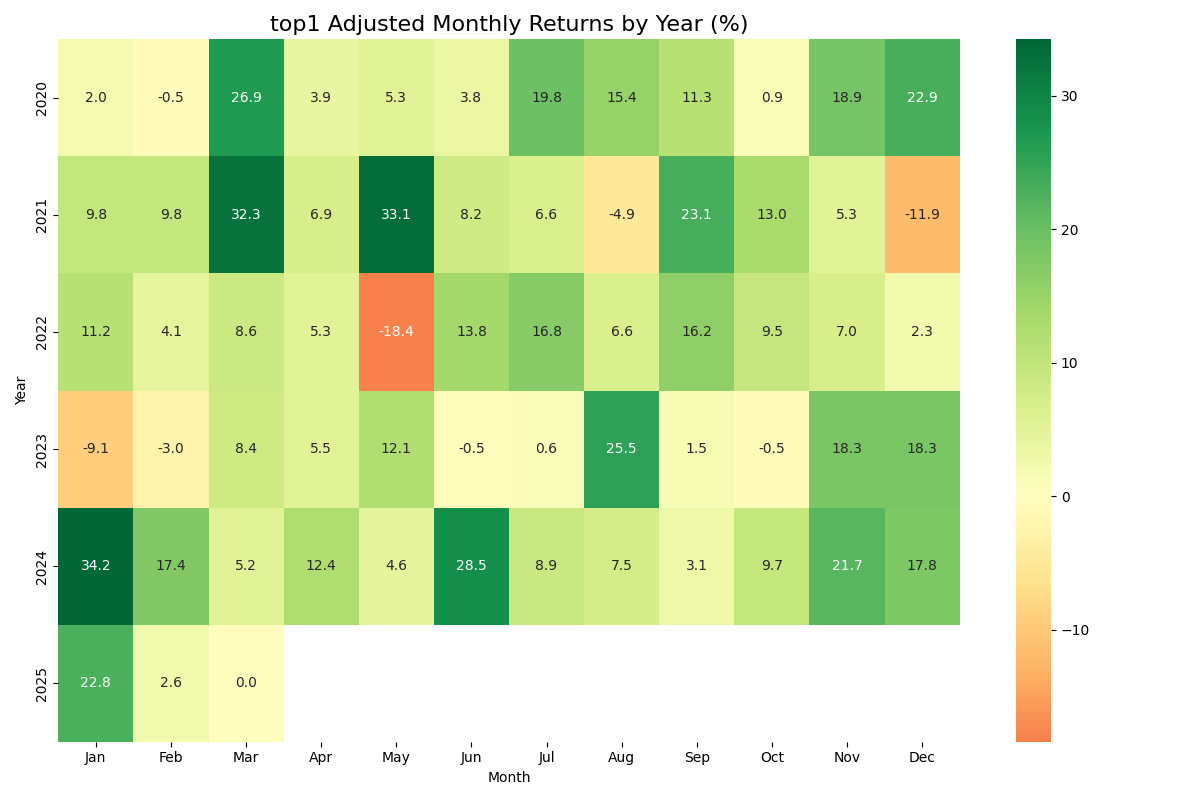 top1 Adjusted Monthly Returns by Year (%)
2020 2.0 -0.5 26.9 3.9 5.3 3.8 19.8 15.4 11.3 0.9 18.9 22.9
2021 9.8 9.8 32.3 6.9 33.1 8.2 6.6 -4.9 23.1 13.0 5.3 -11.9
2022 11.2 4.1 8.6 5.3 -18.4 13.8 16.8 6.6 16.2 9.5 7.0 2.3
2023 -9.1 -3.0 8.4 5.5 12.1 -0.5 0.6 25.5 1.5 -0.5 18.3 18.3
2024 34.2 17.4 5.2 12.4 4.6 28.5 8.9 7.5 3.1 9.7 21.7 17.8
2025 22.8 2.6 0.0
Jan Feb Mar Apr May Jun Jul Aug Sep Oct Nov Dec
Month
Year
30
20
10
0
−10